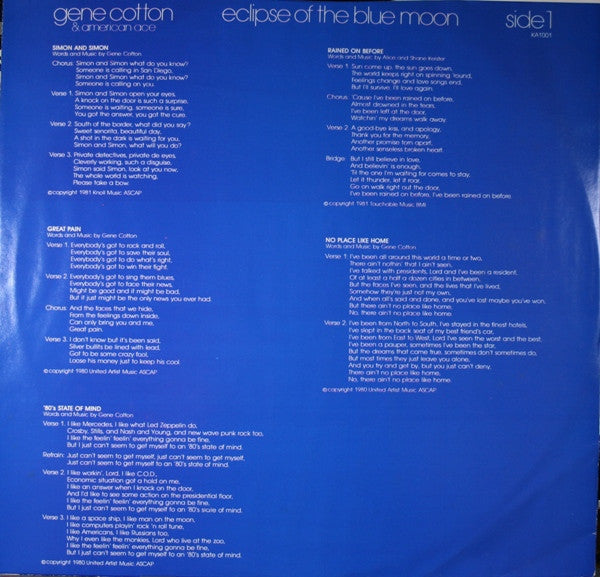 gene cotton
& american ace
eclipse of the blue moon
side 1
KA1001
SIMON AND SIMON
Words and Music by Gene Cotton
Chorus: Simon and Simon what do you know?
Someone is calling in San Diego,
Simon and Simon what do you know?
Someone is calling on you.
Verse 1. Simon and Simon open your eyes,
A knock on the door is such a surprise,
Someone is waiting, someone is sure,
You got the answer, you got the cure.
Verse 2. South of the border, what did you say?
Sweet senorita, beautiful day,
A shot in the dark is waiting for you,
Simon and Simon, what will you do?
Verse 3. Private detectives, private de eyes,
Cleverly working, such a disguise,
Simon said Simon, look at you now,
The whole world is watching,
Please take a bow.
©copyright 1981 Knoll Music ASCAP
GREAT PAIN
Words and Music by Gene Cotton
Verse 1. Everybody's got to rock and roll,
Everybody's got to save their soul,
Everybody's got to do what's right,
Everybody's got to win their fight.
Verse 2. Everybody's got to sing them blues,
Everybody's got to face their news,
Might be good and it might be bad,
But it just might be the only news you ever had.
Chorus: And the faces that we hide,
From the feelings down inside,
Can only bring you and me,
Great pain.
Verse 3. I don't know but it's been said,
Silver bullits be lined with lead,
Got to be some crazy fool,
Loose his money just to keep his cool.
©copyright 1980 United Artist Music ASCAP
'80's STATE OF MIND
Words and Music by Gene Cotton
Verse 1. I like Mercedes, I like what Led Zeppelin do,
Crosby, Stills, and Nash and Young, and new wave punk rock too,
I like the feelin' feelin' everything gonna be fine,
But I just can't seem to get myself to an '80's state of mind.
Refrain: Just can't seem to get myself, just can't seem to get myself,
Just can't seem to get myself to an '80's state of mind.
Verse 2. I like workin', Lord, I like C.O.D.,
Economic situation got a hold on me,
I like an answer when I knock on the door,
And I'd like to see some action on the presidential floor,
I like the feelin' feelin' everything gonna be fine,
But I just can't seem to get myself to an '80's state of mind.
Verse 3. I like a space ship, I like man on the moon,
I like computers playin' rock 'n roll tune,
I like Americans, I like Russians too,
Why I even like the monkies, Lord who live at the zoo,
I like the feelin' feelin' everything gonna be fine,
But I just can't seem to get myself to an '80's state of mind.
©copyright 1980 United Artist Music ASCAP
RAINED ON BEFORE
Words and Music by Alice and Shane Keister
Verse 1. Sun come up, the sun goes down,
The world keeps right on spinning 'round,
Feelings change and love songs end,
But I'll survive, I'll love again.
Chorus: 'Cause I've been rained on before,
Almost drowned in the tears,
I've been left at the door,
Watchin' my dreams walk away.
Verse 2. A good-bye kiss, and apology,
Thank you for the memory,
Another promise torn apart,
Another senseless broken heart.
Bridge: But I still believe in love,
And believin' is enough,
'Til the one I'm waiting for comes to stay,
Let it thunder, let it roar,
Go on walk right out the door,
I've been rained on before, I've been rained on before
©copyright 1981 Touchable Music BMI
NO PLACE LIKE HOME
Words and Music by Gene Cotton
Verse 1: I've been all around this world a time or two,
There ain't nothin' that I ain't seen,
I've talked with presidents, Lord and I've been a resident,
Of at least a half a dozen cities in between,
But the faces I've seen, and the lives that I've lived,
Somehow they're just not my own,
And when all's said and done, and you've lost maybe you've won,
But there ain't no place like home,
No, there ain't no place like home.
Verse 2. I've been from North to South, I've stayed in the finest hotels,
I've slept in the back seat of my best friend's car,
I've been from East to West, Lord I've seen the worst and the best,
I've been a pauper, sometimes I've been the star,
But the dreams that come true, sometimes don't sometimes do,
But most times they just leave you alone,
And you try and get by, but you just can't deny,
There ain't no place like home,
No, there ain't no place like home.
©copyright 1980 United Artist Music ASCAP